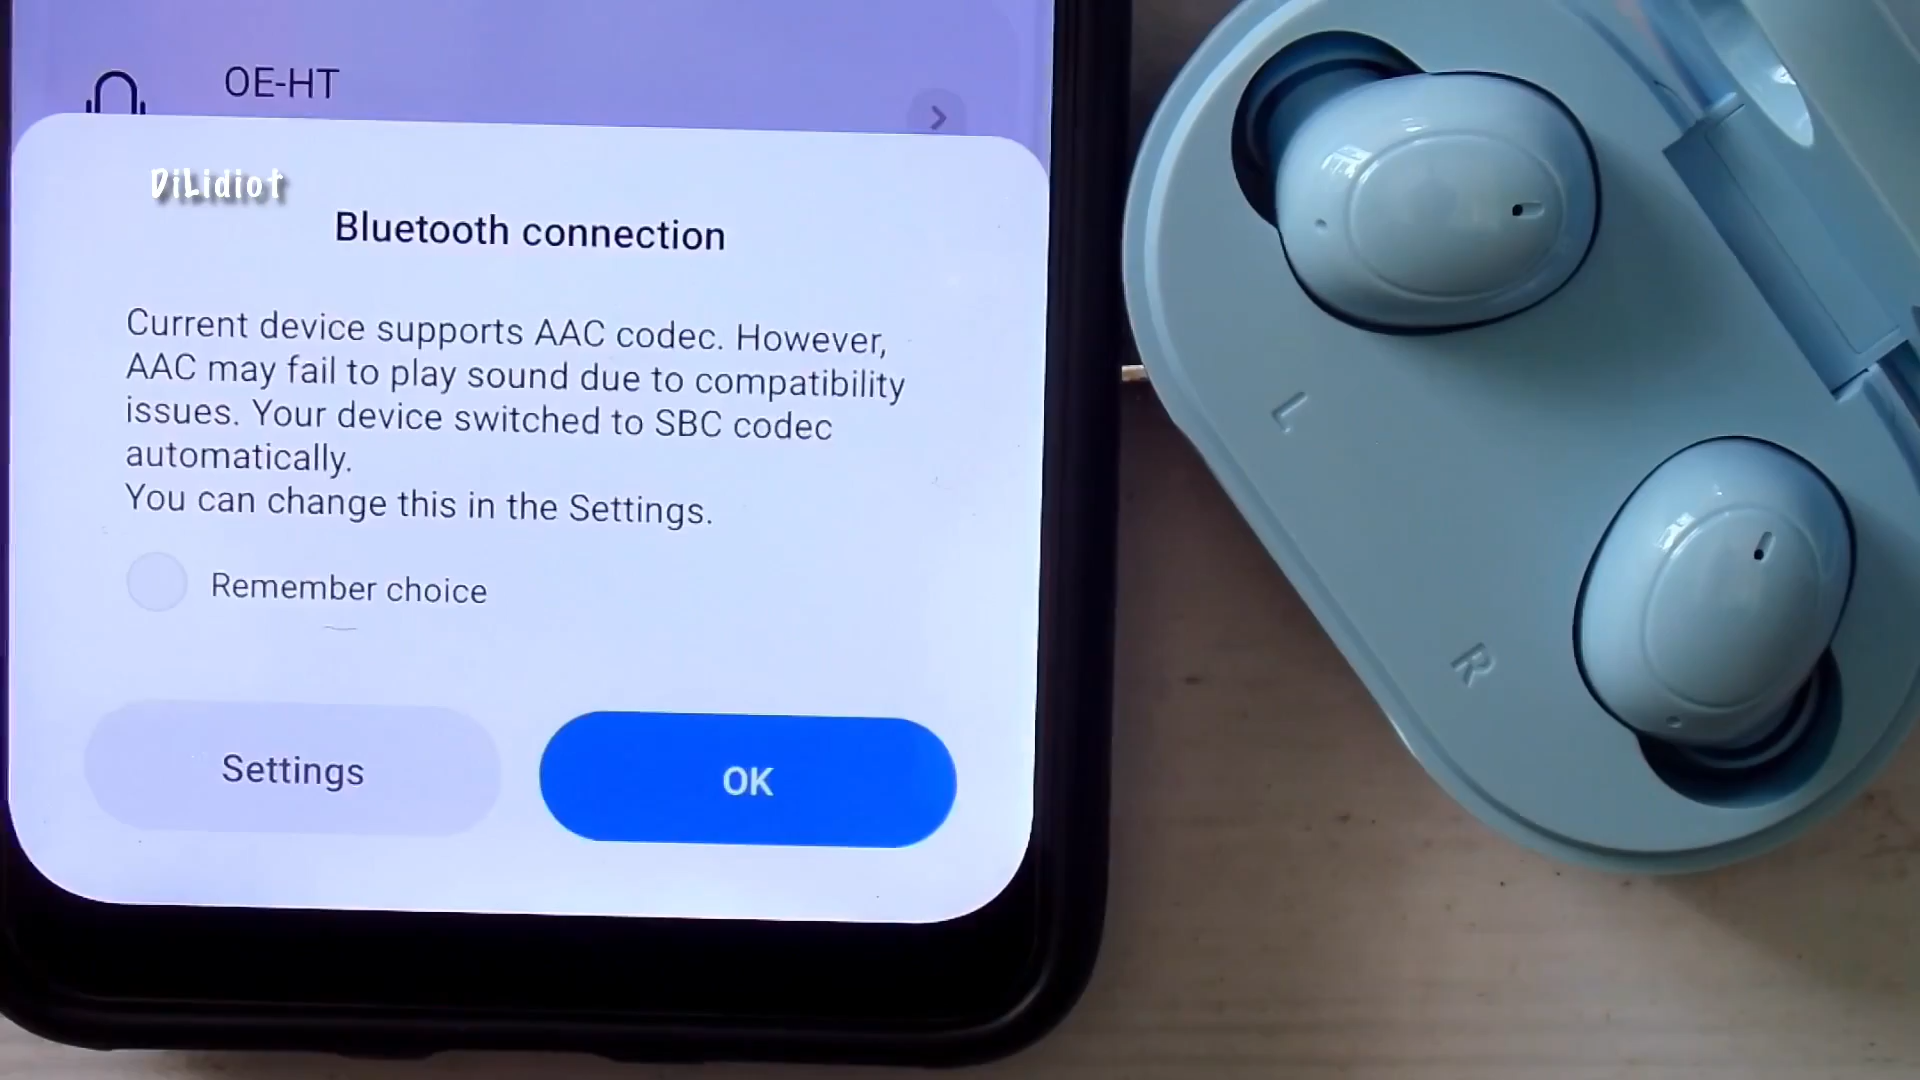 OE-HT
DiLidiot
Bluetooth connection
Current device supports AAC codec. However,
AAC may fail to play sound due to compatibility
issues. Your device switched to SBC codec
automatically.
You can change this in the Settings.
Remember choice
Settings
OK
L
R